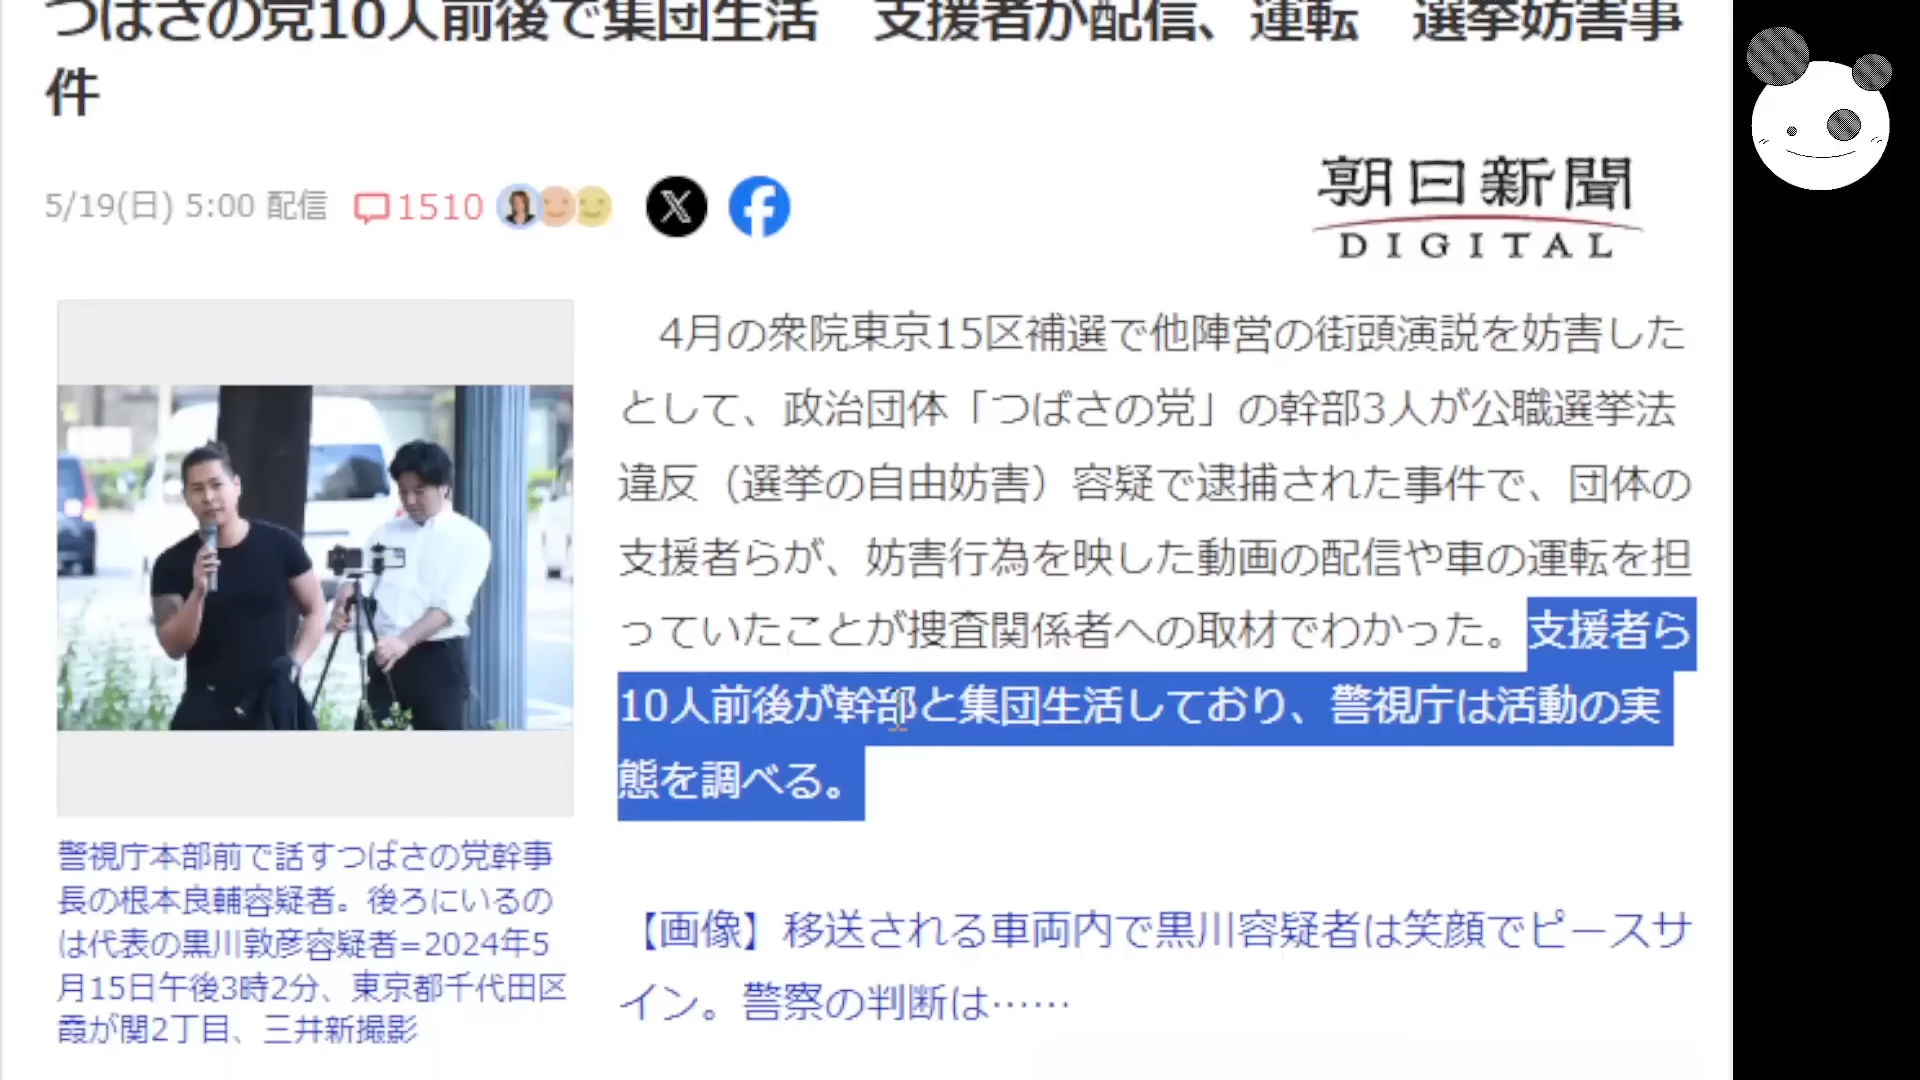 つばさの党10人前後で集団生活　支援者が配信、運転　選挙妨害事
件
5/19(日) 5:00 配信 1510
朝日新聞
DIGITAL
4月の衆院東京15区補選で他陣営の街頭演説を妨害した
として、政治団体「つばさの党」の幹部3人が公職選挙法
違反（選挙の自由妨害）容疑で逮捕された事件で、団体の
支援者らが、妨害行為を映した動画の配信や車の運転を担
っていたことが捜査関係者への取材でわかった。支援者ら
10人前後が幹部と集団生活しており、警視庁は活動の実
態を調べる。
【画像】移送される車両内で黒川容疑者は笑顔でピースサ
イン。警察の判断は……
警視庁本部前で話すつばさの党幹事
長の根本良輔容疑者。後ろにいるの
は代表の黒川敦彦容疑者=2024年5
月15日午後3時2分、東京都千代田区
霞が関2丁目、三井新撮影